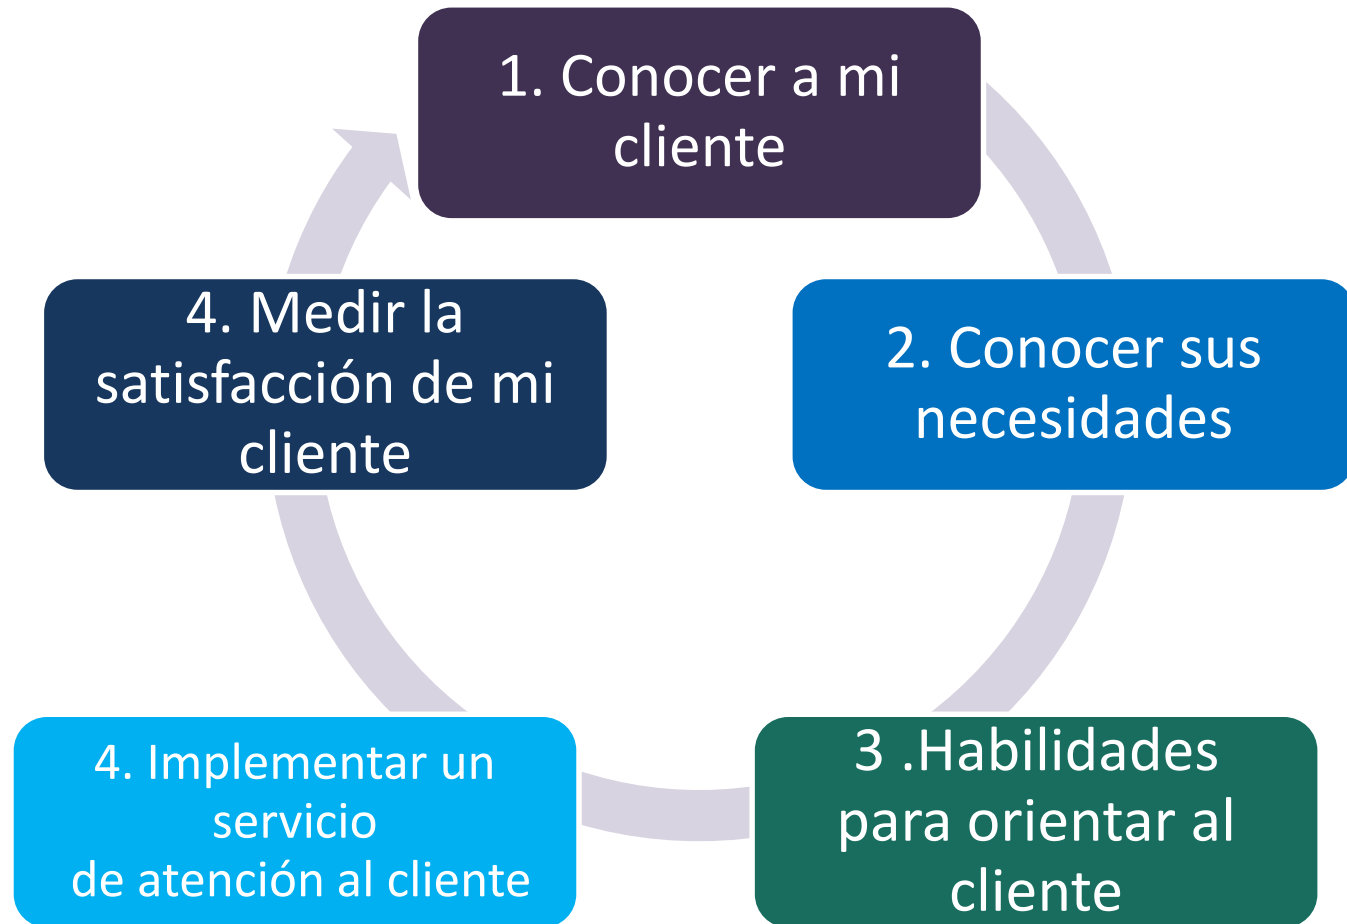 1. Conocer a mi
cliente
2. Conocer sus
necesidades
3 .Habilidades
para orientar al
cliente
4. Implementar un
servicio
de atención al cliente
4. Medir la
satisfacción de mi
cliente